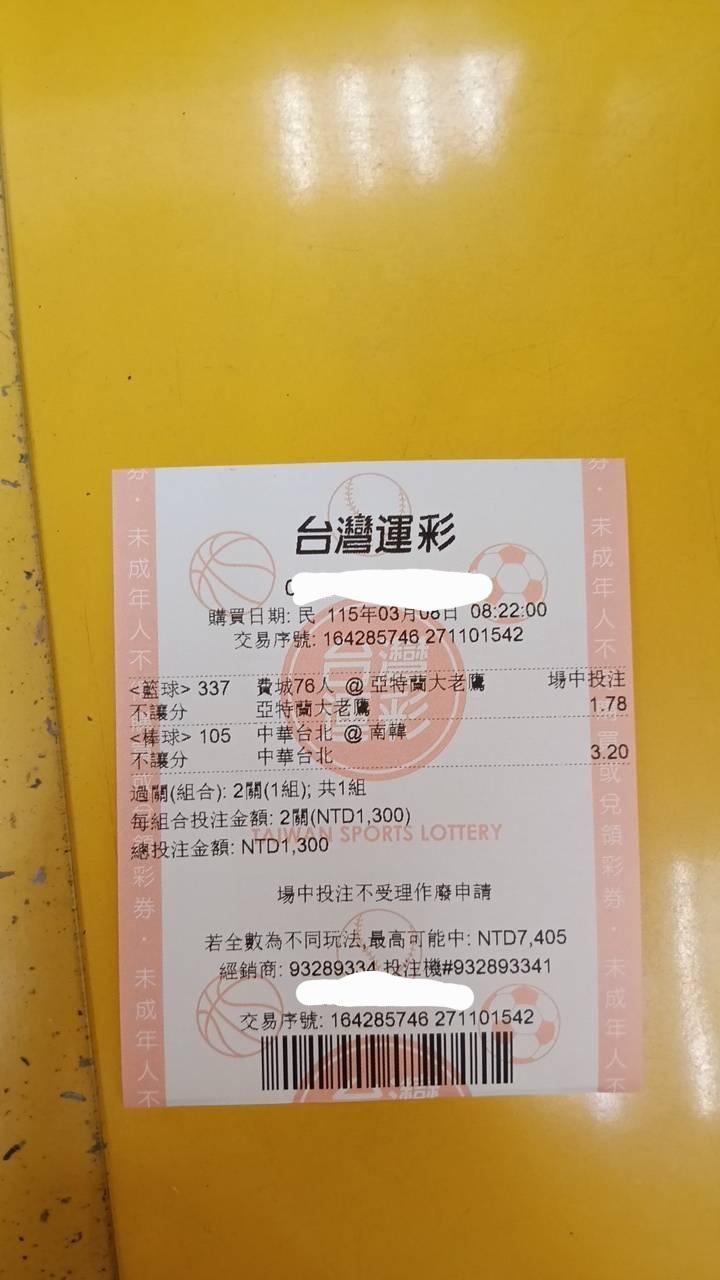 台灣運彩
購買日期: 民 115年03月08日 08:22:00
交易序號: 164285746 271101542
<籃球> 337 費城76人 @ 亞特蘭大老鷹 場中投注
不讓分 亞特蘭大老鷹 1.78
<棒球> 105 中華台北 @ 南韓
不讓分 中華台北 3.20
過關(組合): 2關(1組); 共1組
每組合投注金額: 2關(NTD1,300)
TAIWAN SPORTS LOTTERY
總投注金額: NTD1,300
場中投注不受理作廢申請
若全數為不同玩法,最高可能中: NTD7,405
經銷商: 93289334 投注機#932893341
交易序號: 164285746 271101542
券・未成年人不
買或兌領彩券・未成年人不